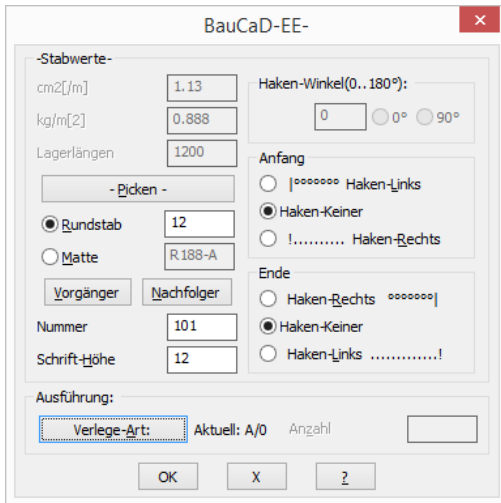 BauCaD-EE-
×
-Stabwerte-
cm2[/m] 1.13
kg/m[2] 0.888
Lagerlängen 1200
- Picken -
Rundstab 12
Matte R188-A
Vorgänger Nachfolger
Nummer 101
Schrift-Höhe 12
Haken-Winkel(0..180°):
0 0° 90°
Anfang
|°°°°°°° Haken-Links
Haken-Keiner
!.......... Haken-Rechts
Ende
Haken-Rechts °°°°°°°|
Haken-Keiner
Haken-Links .............!
Ausführung:
Verlege-Art: Aktuell: A/0 Anzahl
OK X ?